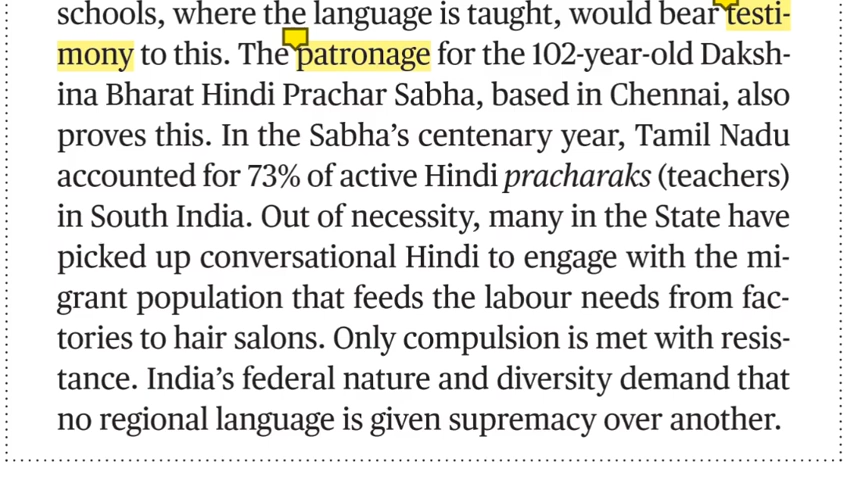 schools, where the language is taught, would bear testi-
mony to this. The patronage for the 102-year-old Daksh-
ina Bharat Hindi Prachar Sabha, based in Chennai, also
proves this. In the Sabha’s centenary year, Tamil Nadu
accounted for 73% of active Hindi pracharaks (teachers)
in South India. Out of necessity, many in the State have
picked up conversational Hindi to engage with the mi-
grant population that feeds the labour needs from fac-
tories to hair salons. Only compulsion is met with resis-
tance. India’s federal nature and diversity demand that
no regional language is given supremacy over another.